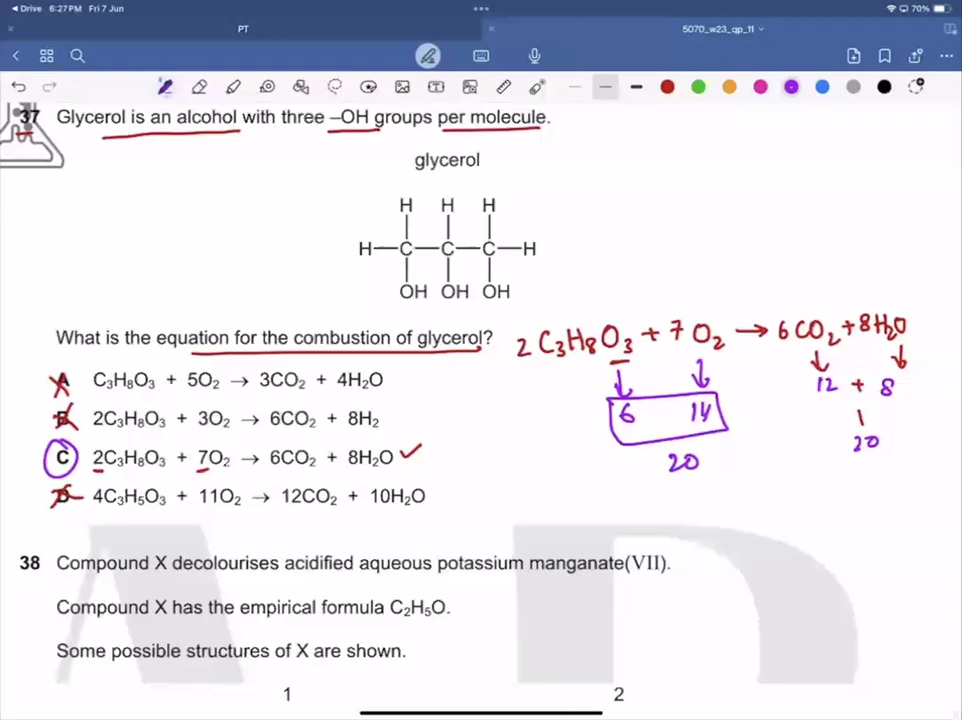 Drive 6:27PM Fri 7 Jun 70%
PT 5070_w23_qp_11
37 Glycerol is an alcohol with three –OH groups per molecule.
glycerol
H H H
H C C C H
OH OH OH
What is the equation for the combustion of glycerol?
2 C₃H₈O₃ + 7 O₂ → 6 CO₂ + 8 H₂O
A C₃H₈O₃ + 5O₂ → 3CO₂ + 4H₂O
12 + 8
B 2C₃H₈O₃ + 3O₂ → 6CO₂ + 8H₂
6 14
20
C 2C₃H₈O₃ + 7O₂ → 6CO₂ + 8H₂O
20
D 4C₃H₅O₃ + 11O₂ → 12CO₂ + 10H₂O
38 Compound X decolourises acidified aqueous potassium manganate(VII).
Compound X has the empirical formula C₂H₅O.
Some possible structures of X are shown.
1 2